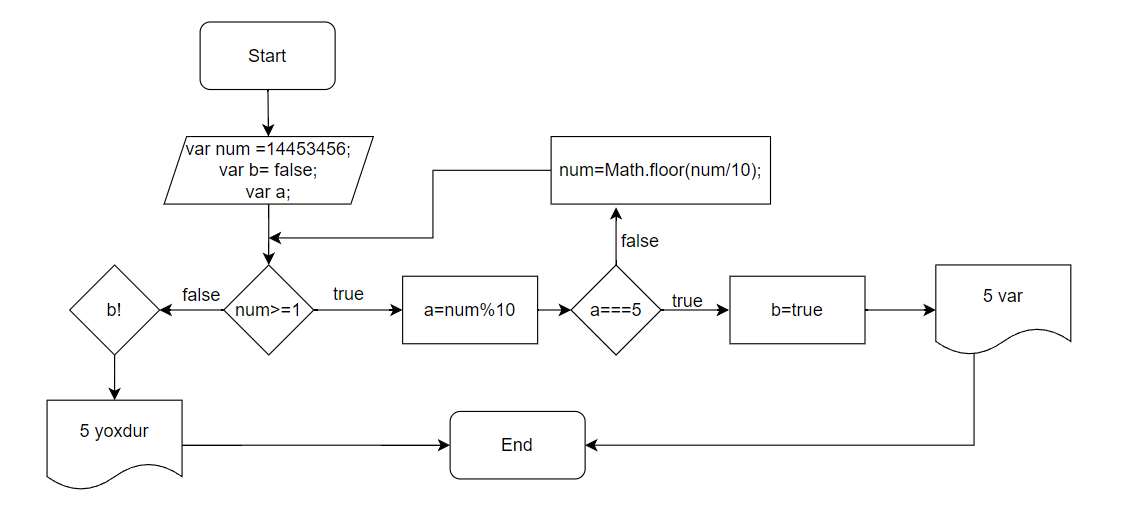 Start
var num =14453456;
var b= false;
var a;
num=Math.floor(num/10);
false
b!
false
num>=1
true
a=num%10
a===5
true
b=true
5 var
5 yoxdur
End